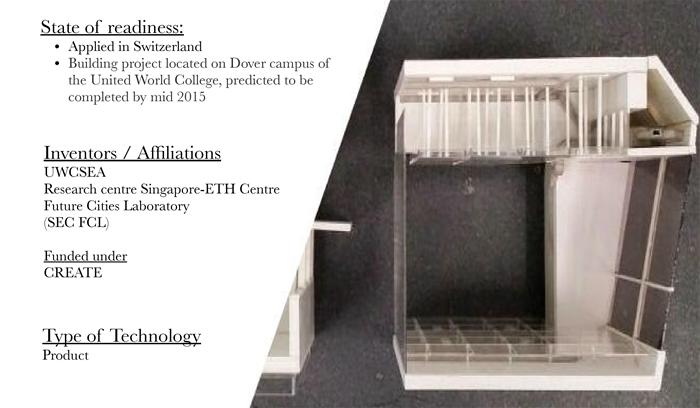 State of readiness:
• Applied in Switzerland
• Building project located on Dover campus of
the United World College, predicted to be
completed by mid 2015
Inventors / Affiliations
UWCSEA
Research centre Singapore-ETH Centre
Future Cities Laboratory
(SEC FCL)
Funded under
CREATE
Type of Technology
Product